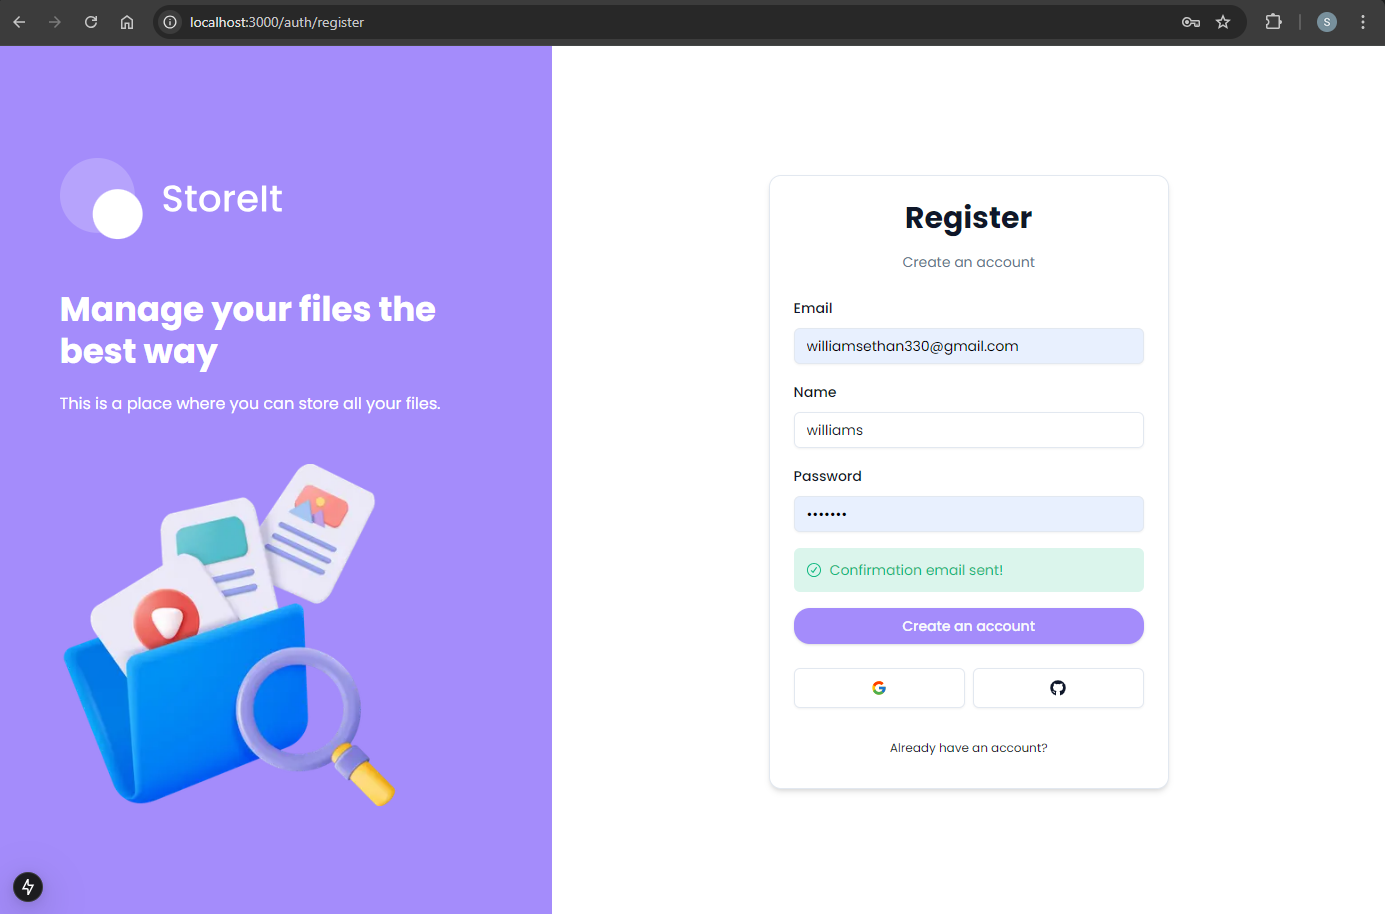 localhost:3000/auth/register
S
StoreIt
Manage your files the
best way
This is a place where you can store all your files.
Register
Create an account
Email
williamsethan330@gmail.com
Name
williams
Password
•••••••
Confirmation email sent!
Create an account
Already have an account?